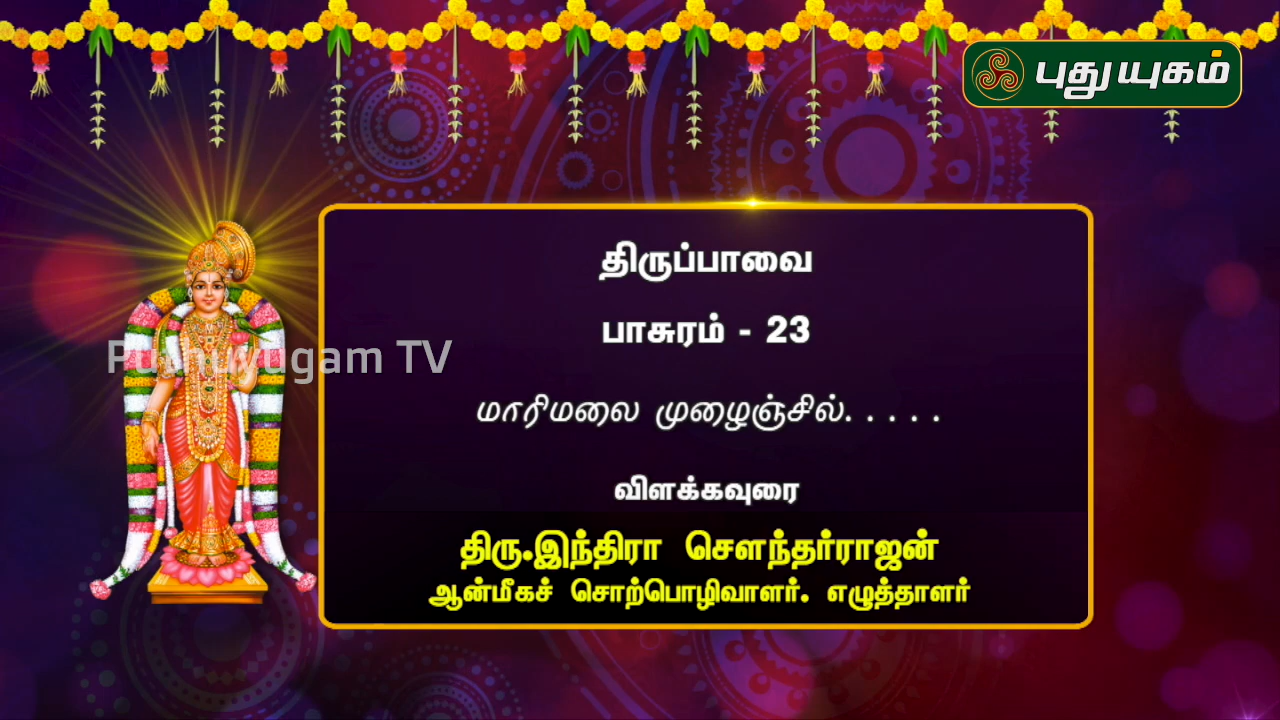 புதுயுகம்
திருப்பாவை
பாசுரம் - 23
Puthuyugam TV
மாரிமலை முழைஞ்சில். . . . .
விளக்கவுரை
திரு.இந்திரா சௌந்தர்ராஜன்
ஆன்மீகச் சொற்பொழிவாளர். எழுத்தாளர்